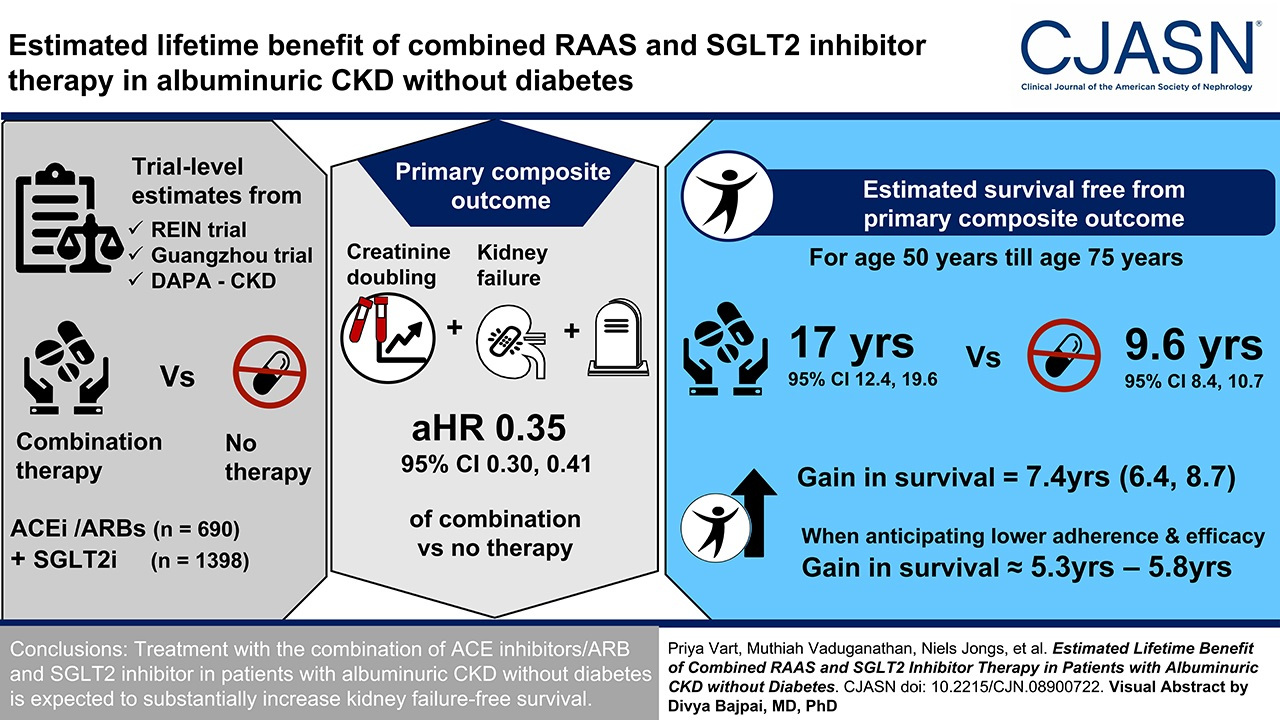 Estimated lifetime benefit of combined RAAS and SGLT2 inhibitor
therapy in albuminuric CKD without diabetes
CJASN®
Clinical Journal of the American Society of Nephrology
Trial-level
estimates from
✓ REIN trial
✓ Guangzhou trial
✓ DAPA - CKD
Vs
Combination
therapy
No
therapy
ACEi /ARBs (n = 690)
+ SGLT2i (n = 1398)
Primary composite
outcome
Creatinine
doubling
Kidney
failure
+
+
aHR 0.35
95% CI 0.30, 0.41
of combination
vs no therapy
Estimated survival free from
primary composite outcome
For age 50 years till age 75 years
17 yrs
95% CI 12.4, 19.6
Vs
9.6 yrs
95% CI 8.4, 10.7
Gain in survival = 7.4yrs (6.4, 8.7)
When anticipating lower adherence & efficacy
Gain in survival ≈ 5.3yrs – 5.8yrs
Conclusions: Treatment with the combination of ACE inhibitors/ARB
and SGLT2 inhibitor in patients with albuminuric CKD without diabetes
is expected to substantially increase kidney failure-free survival.
Priya Vart, Muthiah Vaduganathan, Niels Jongs, et al. Estimated Lifetime Benefit
of Combined RAAS and SGLT2 Inhibitor Therapy in Patients with Albuminuric
CKD without Diabetes. CJASN doi: 10.2215/CJN.08900722. Visual Abstract by
Divya Bajpai, MD, PhD